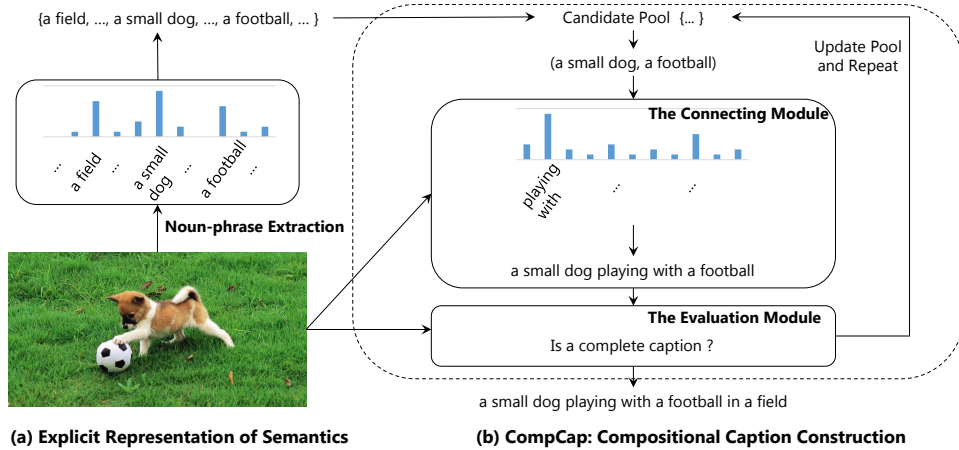 {a field, ..., a small dog, ..., a football, ... }
... a field ... a small dog ... a football ...
Noun-phrase Extraction
(a) Explicit Representation of Semantics
Candidate Pool {... }
(a small dog, a football)
Update Pool
and Repeat
The Connecting Module
playing with ... ...
a small dog playing with a football
The Evaluation Module
Is a complete caption ?
a small dog playing with a football in a field
(b) CompCap: Compositional Caption Construction